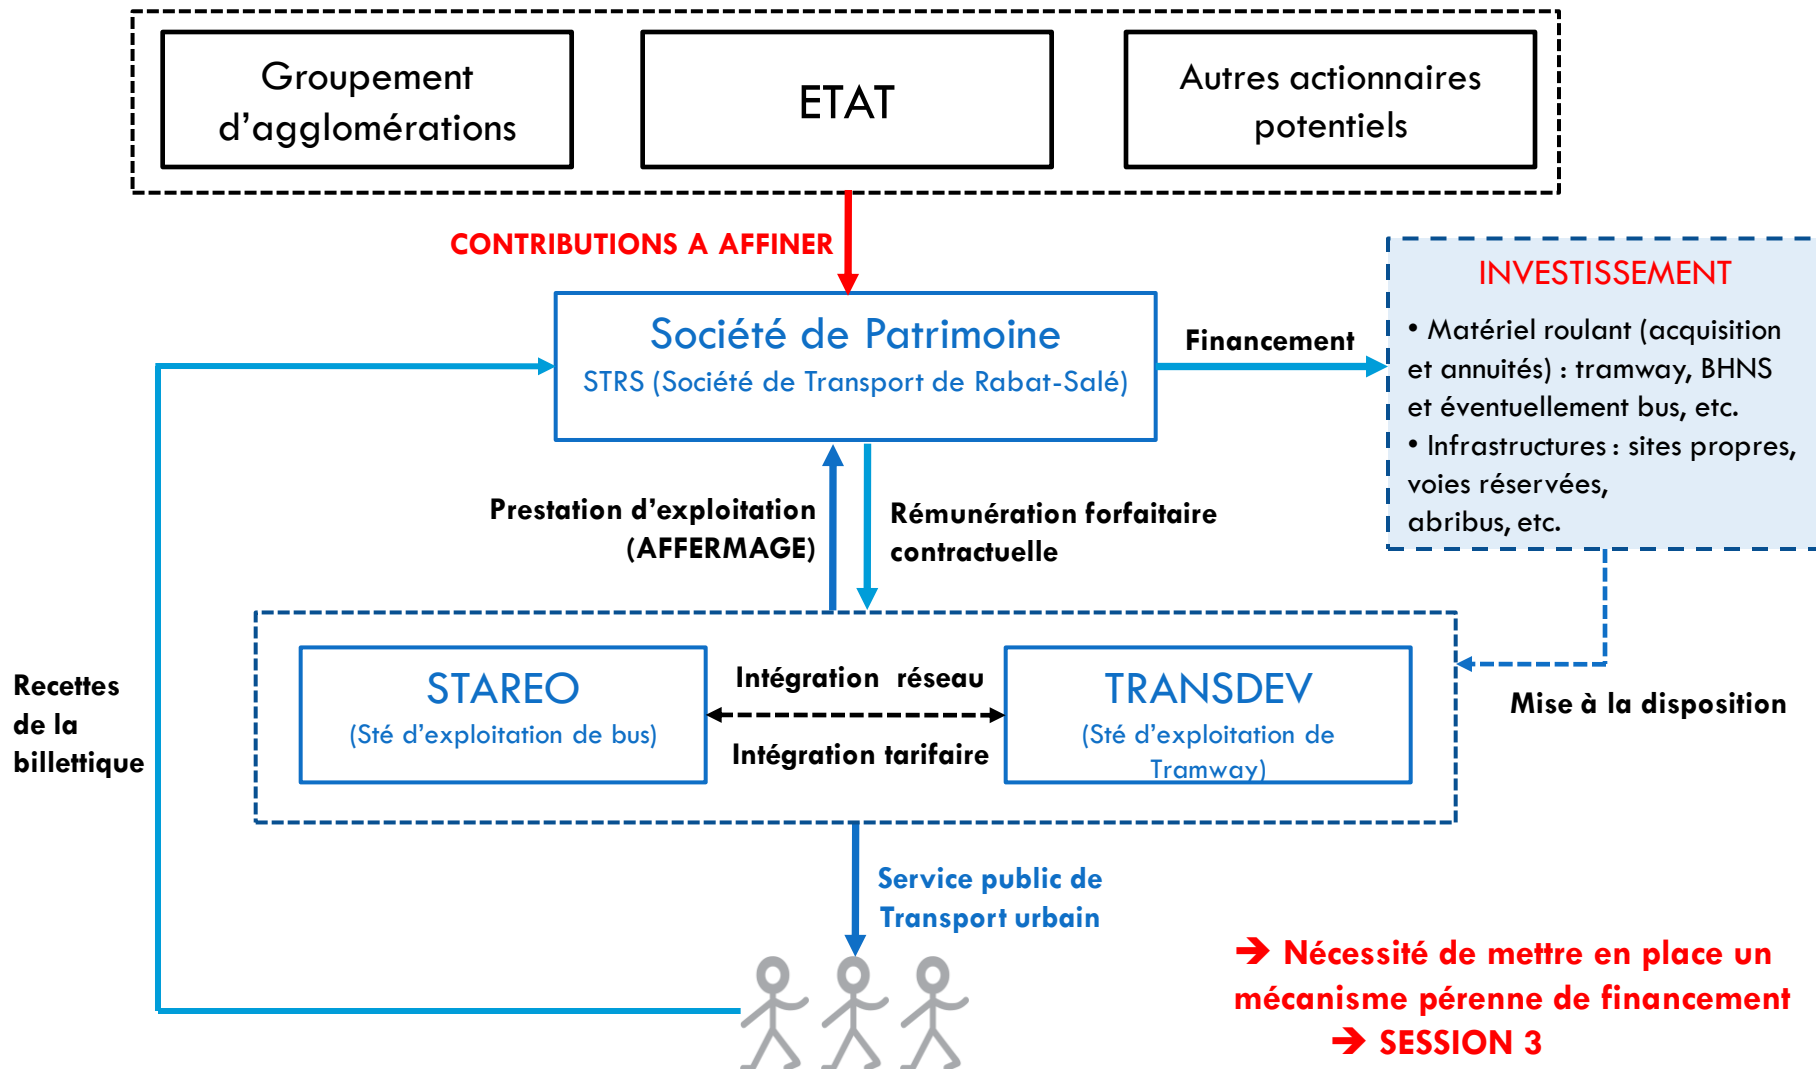 Groupement
d'agglomérations
ETAT
Autres actionnaires
potentiels
CONTRIBUTIONS A AFFINER
Société de Patrimoine
STRS (Société de Transport de Rabat-Salé)
Financement
INVESTISSEMENT
• Matériel roulant (acquisition
et annuités) : tramway, BHNS
et éventuellement bus, etc.
• Infrastructures : sites propres,
voies réservées,
abribus, etc.
Prestation d'exploitation
(AFFERMAGE)
Rémunération forfaitaire
contractuelle
Recettes
de la
billettique
STAREO
(Sté d'exploitation de bus)
Intégration réseau
Intégration tarifaire
TRANSDEV
(Sté d'exploitation de
Tramway)
Mise à la disposition
Service public de
Transport urbain
➔ Nécessité de mettre en place un
mécanisme pérenne de financement
➔ SESSION 3